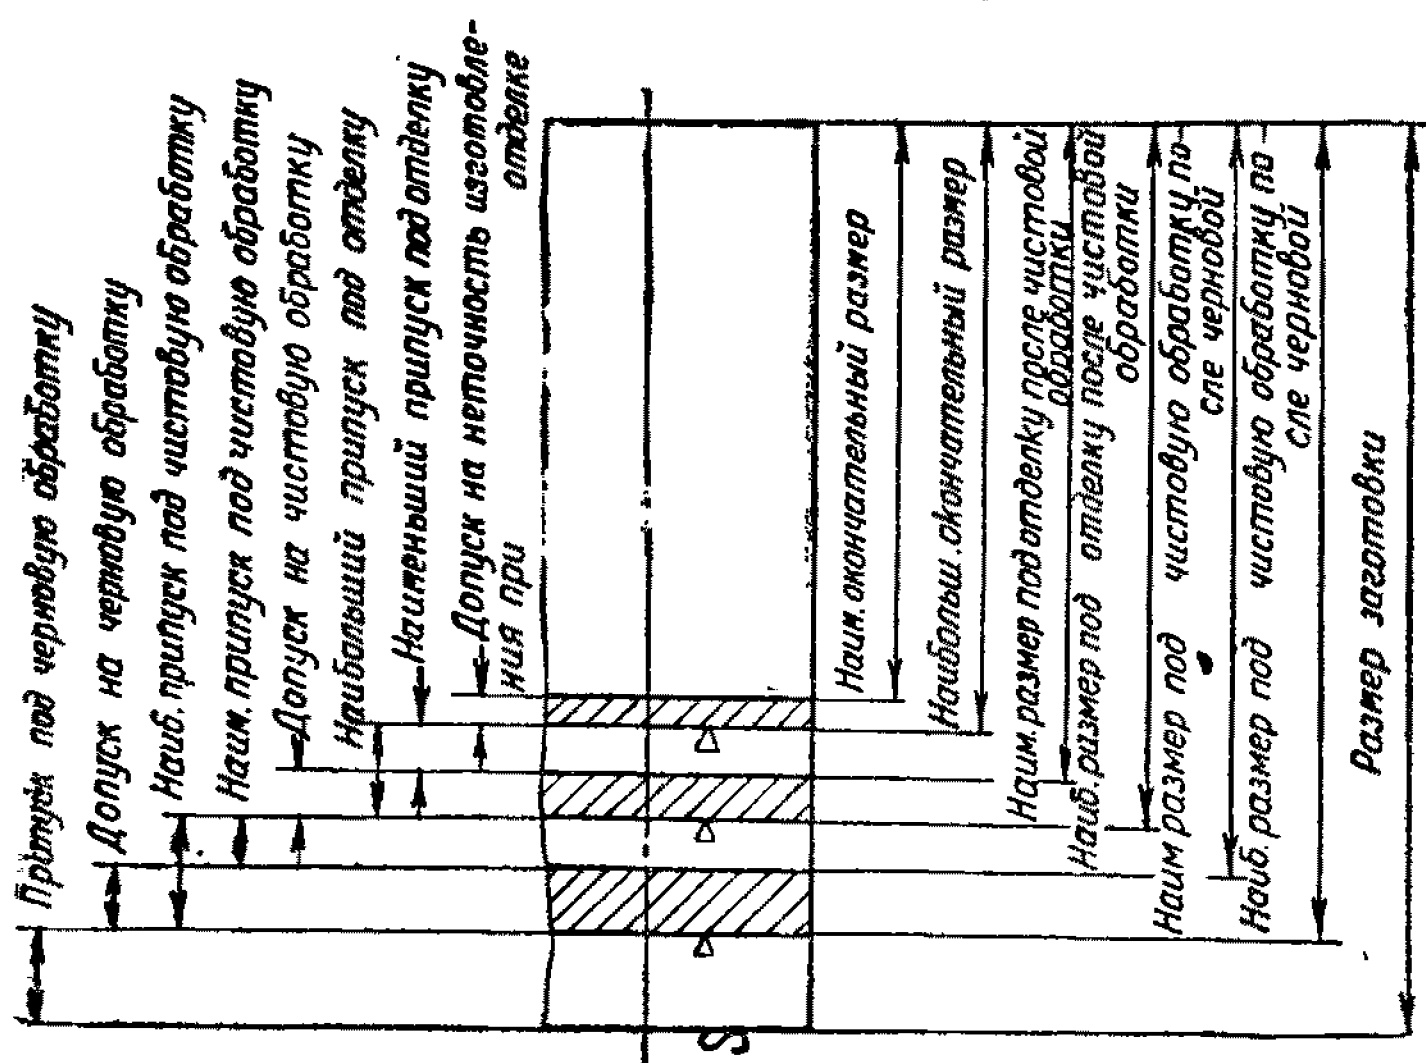 Припуск под черновую обработку
Допуск на черновую обработку
Наиб. припуск под чистовую обработку
Наим. припуск под чистовую обработку
Допуск на чистовую обработку
Наибольший припуск под отделку
Наименьший припуск под отделку
Допуск на неточность изготовле-
ния при отделке
Наим. окончательный размер
Наибольш. окончательный размер
Наим. размер под отделку после чистовой
обработки
Наиб. размер под отделку после чистовой
обработки
Наим размер под чистовую обработку по-
сле черновой
Наиб. размер под чистовую обработку по-
сле черновой
Размер заготовки
S